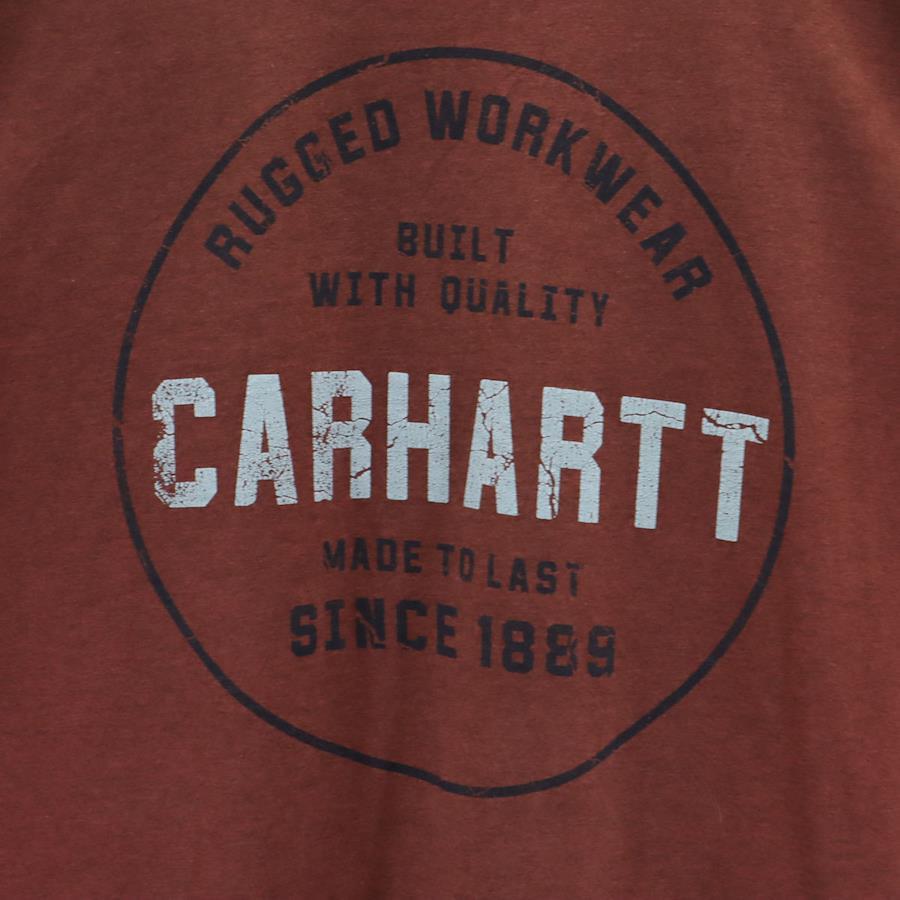 RUGGED WORKWEAR
BUILT
WITH QUALITY
CARHARTT
MADE TO LAST
SINCE 1889